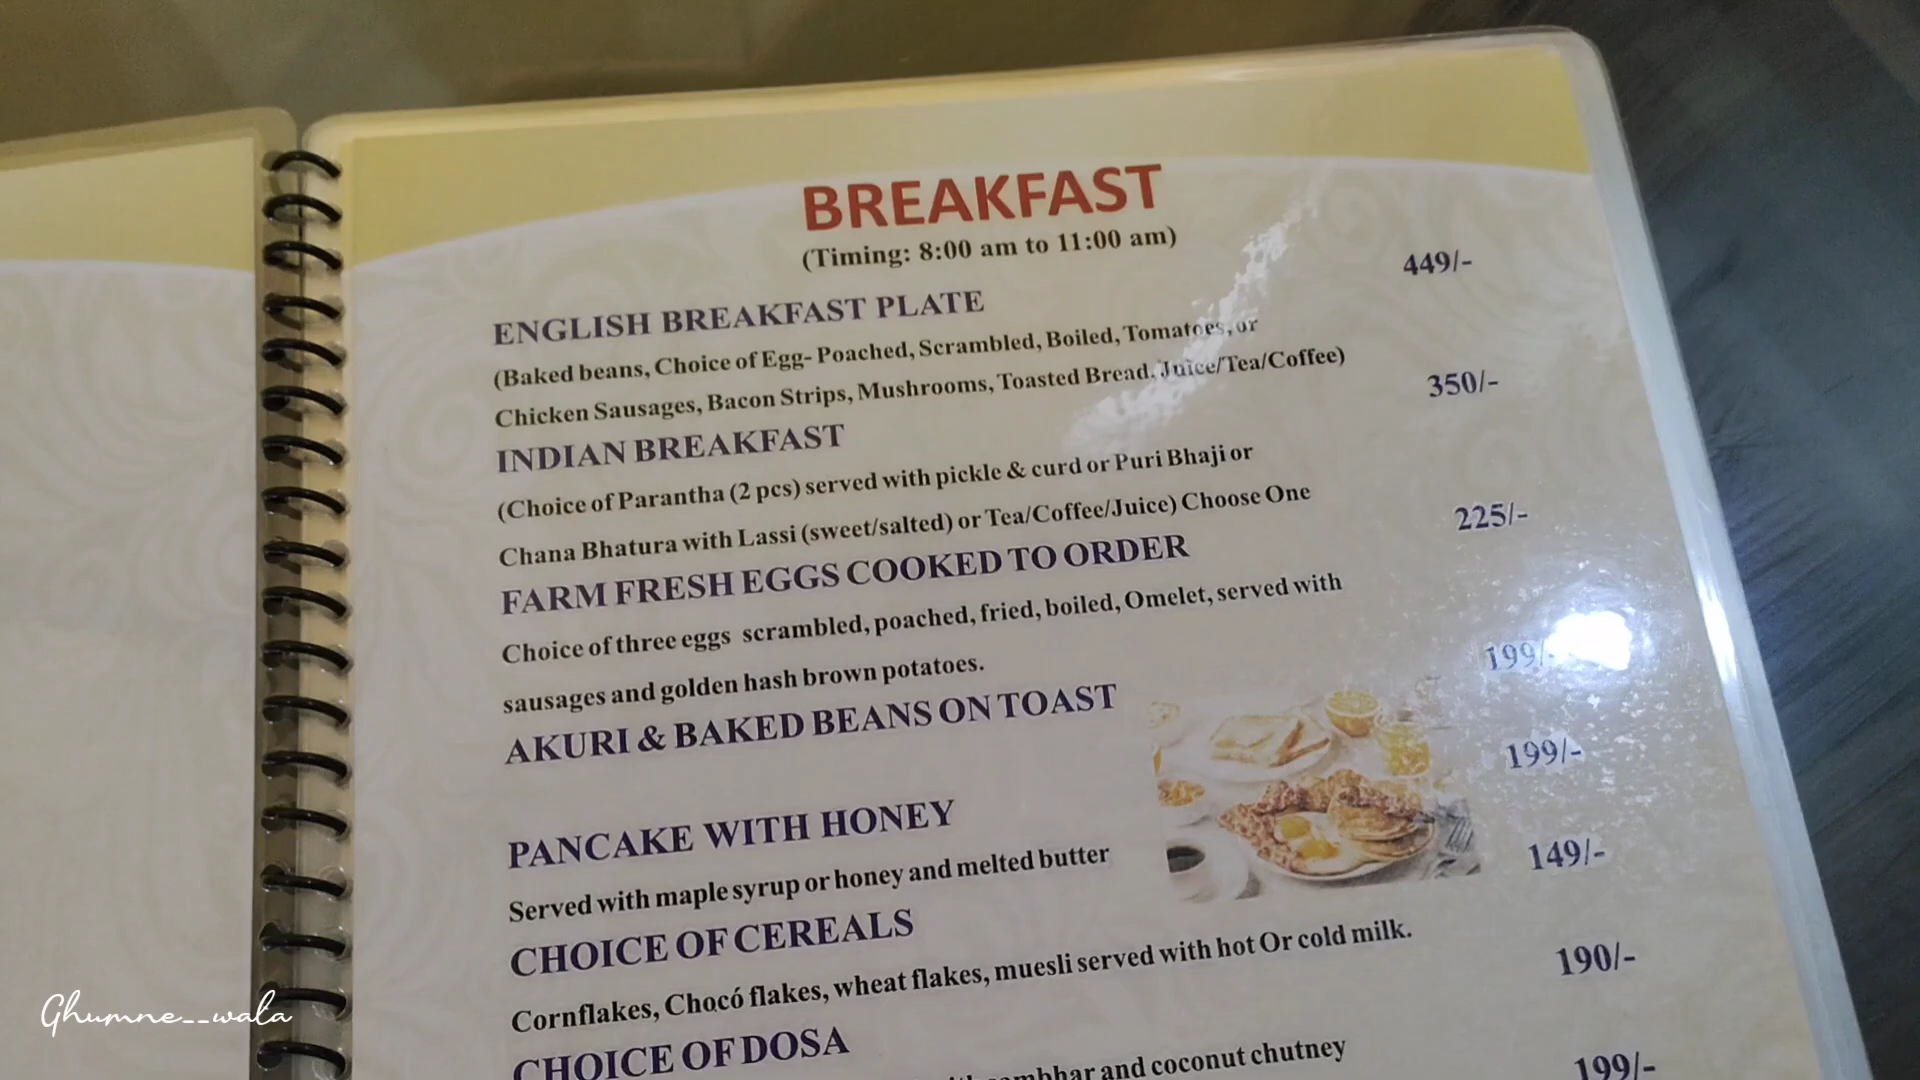 BREAKFAST
(Timing: 8:00 am to 11:00 am)
ENGLISH BREAKFAST PLATE 449/-
(Baked beans, Choice of Egg- Poached, Scrambled, Boiled, Tomatoes, or
Chicken Sausages, Bacon Strips, Mushrooms, Toasted Bread. Juice/Tea/Coffee)
INDIAN BREAKFAST 350/-
(Choice of Parantha (2 pcs) served with pickle & curd or Puri Bhaji or
Chana Bhatura with Lassi (sweet/salted) or Tea/Coffee/Juice) Choose One
FARM FRESH EGGS COOKED TO ORDER 225/-
Choice of three eggs scrambled, poached, fried, boiled, Omelet, served with
sausages and golden hash brown potatoes.
AKURI & BAKED BEANS ON TOAST 199/-
PANCAKE WITH HONEY 199/-
Served with maple syrup or honey and melted butter
CHOICE OF CEREALS 149/-
Cornflakes, Chocó flakes, wheat flakes, muesli served with hot Or cold milk.
CHOICE OF DOSA 190/-
and coconut chutney
199/-
Ghumne__wala